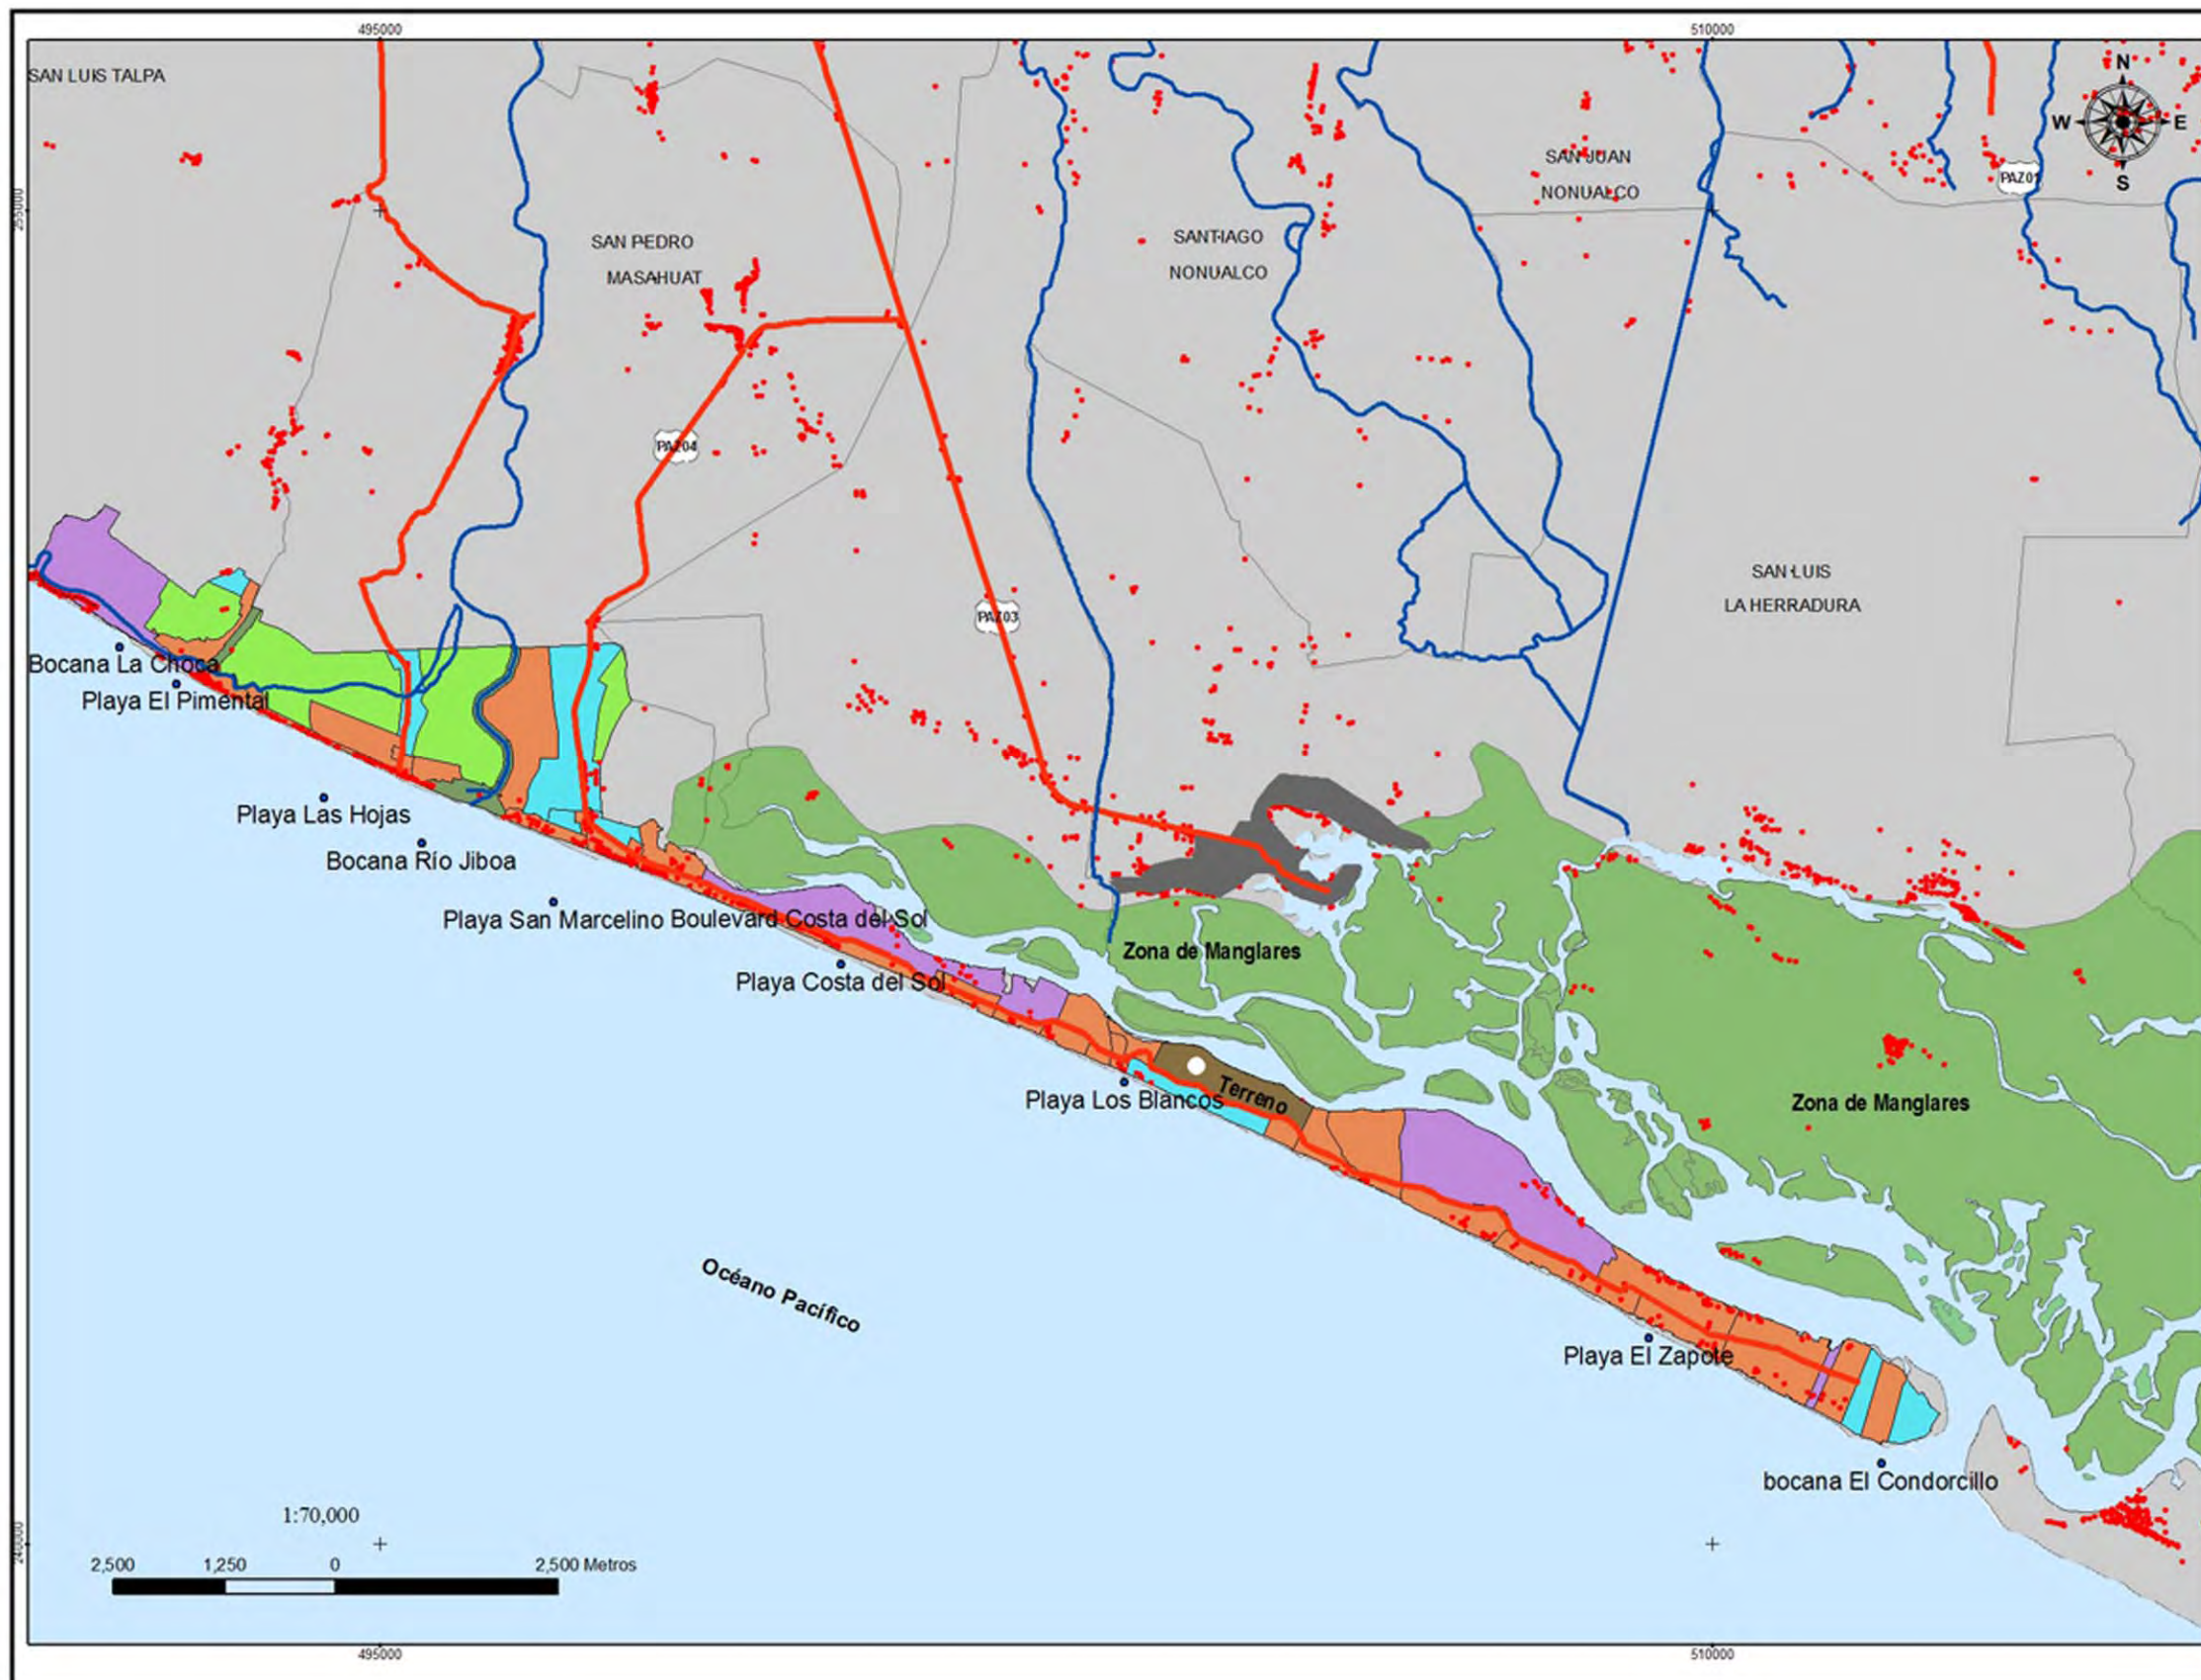 495000
510000
SAN LUIS TALPA
N
W
E
S
SAN JUAN
NONUALCO
PAZ01
255000
SAN PEDRO
MASAHUAT
SANTIAGO
NONUALCO
PAZ04
SAN LUIS
LA HERRADURA
PAZ03
Bocana La Choca
Playa El Pimental
Playa Las Hojas
Bocana Río Jiboa
Playa San Marcelino
Boulevard Costa del Sol
Zona de Manglares
Playa Costa del Sol
Terreno
Playa Los Blancos
Zona de Manglares
Océano Pacífico
Playa El Zapote
bocana El Condorcillo
1:70,000
240000
2,500
1,250
0
2,500 Metros
495000
510000